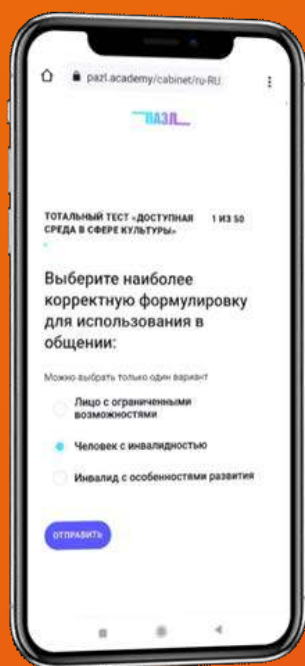 pazl.academy/cabinet/ru-RU
ПАЗЛ
ТОТАЛЬНЫЙ ТЕСТ «ДОСТУПНАЯ 1 ИЗ 50
СРЕДА В СФЕРЕ КУЛЬТУРЫ»
Выберите наиболее
корректную формулировку
для использования в
общении:
Можно выбрать только один вариант
Лицо с ограниченными
возможностями
Человек с инвалидностью
Инвалид с особенностями развития
ОТПРАВИТЬ